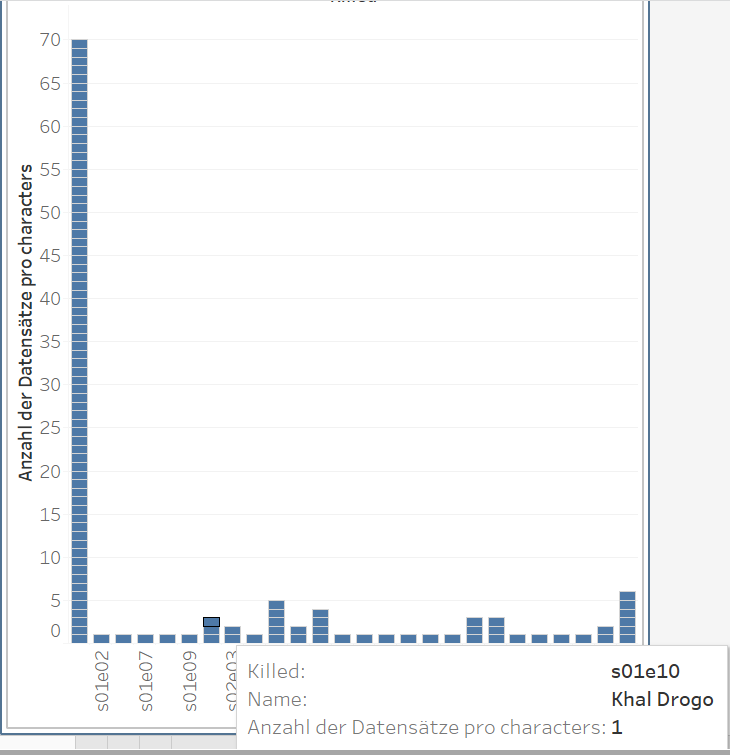 70
65
60
55
50
45
40
35
30
25
20
15
10
5
0
Anzahl der Datensätze pro characters
s01e02
s01e07
s01e09
s02e03
Killed: s01e10
Name: Khal Drogo
Anzahl der Datensätze pro characters: 1